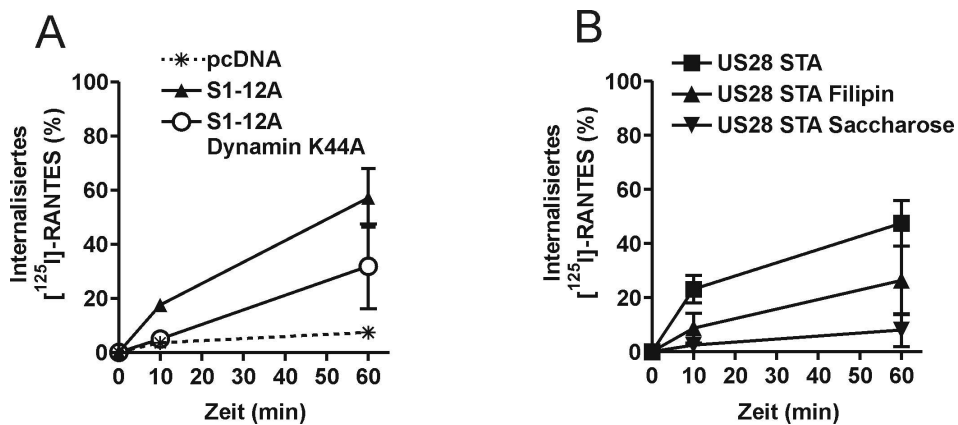 A
pcDNA
S1-12A
S1-12A
Dynamin K44A
Internalisiertes
[125I]-RANTES (%)
100
80
60
40
20
0
0 10 20 30 40 50 60
Zeit (min)
B
US28 STA
US28 STA Filipin
US28 STA Saccharose
Internalisiertes
[125I]-RANTES (%)
100
80
60
40
20
0
0 10 20 30 40 50 60
Zeit (min)